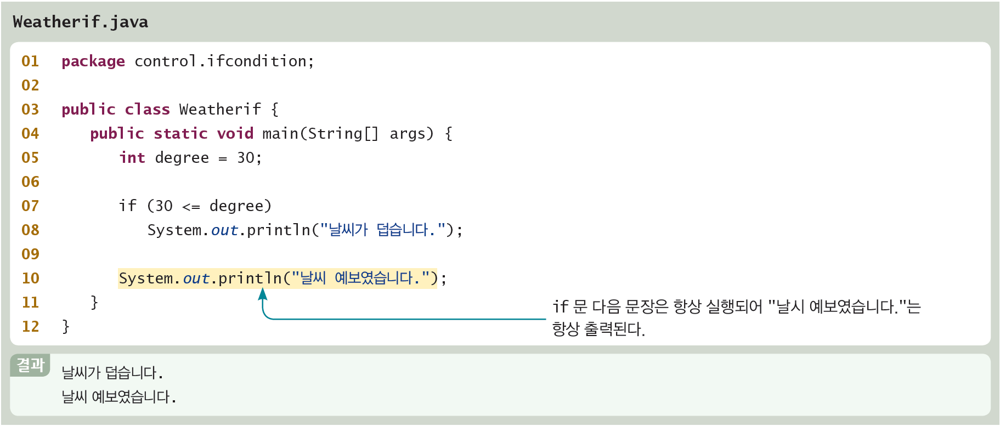 Weatherif.java
01 package control.ifcondition;
02
03 public class Weatherif {
04 public static void main(String[] args) {
05 int degree = 30;
06
07 if (30 <= degree)
08 System.out.println("날씨가 덥습니다.");
09
10 System.out.println("날씨 예보였습니다.");
11 }
12 }
if 문 다음 문장은 항상 실행되어 "날시 예보였습니다."는
항상 출력된다.
결과
날씨가 덥습니다.
날씨 예보였습니다.